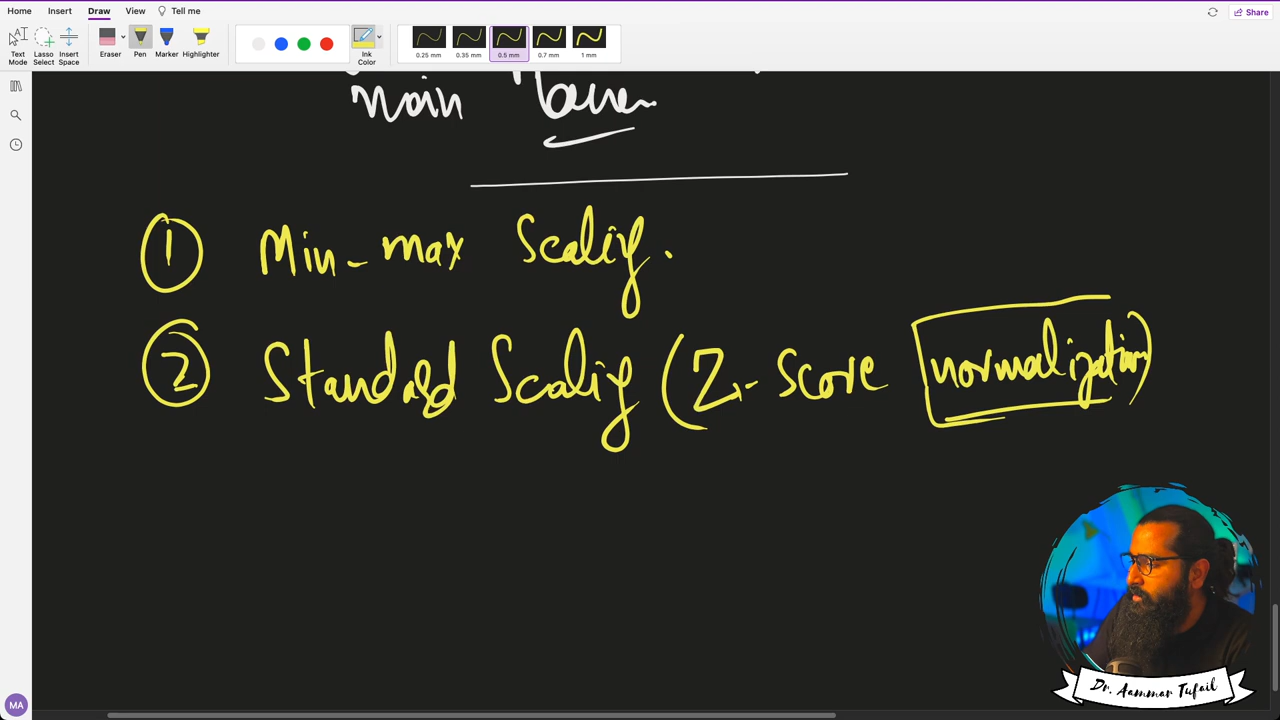 Home Insert Draw View Tell me
Share
Text Mode
Lasso Select
Insert Space
Eraser
Pen
Marker
Highlighter
Ink Color
0.25 mm
0.35 mm
0.5 mm
0.7 mm
1 mm
main
1 Min-max Scaling.
2 Standard Scaling (Z-Score normalization)
MA
Dr. Aammar Tufail